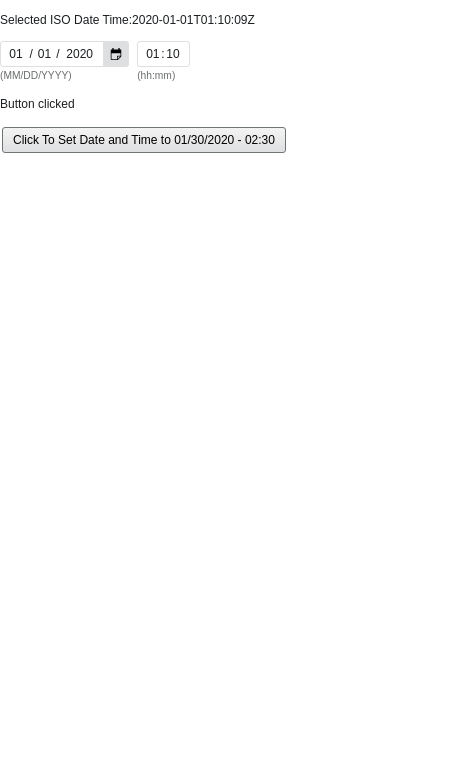 Selected ISO Date Time:2020-01-01T01:10:09Z
01 / 01 / 2020 01:10
(MM/DD/YYYY) (hh:mm)
Button clicked
Click To Set Date and Time to 01/30/2020 - 02:30